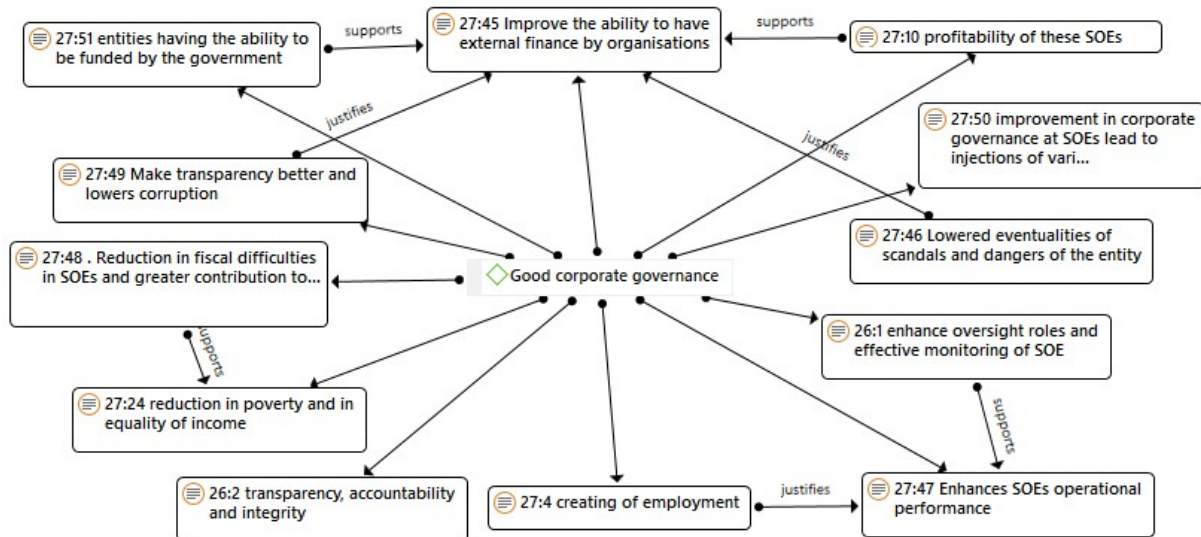 27:51 entities having the ability to
be funded by the government
supports
27:45 Improve the ability to have
external finance by organisations
supports
27:10 profitability of these SOEs
27:50 improvement in corporate
governance at SOEs lead to
injections of vari...
justifies
justifies
27:49 Make transparency better and
lowers corruption
27:46 Lowered eventualities of
scandals and dangers of the entity
27:48 . Reduction in fiscal difficulties
in SOEs and greater contribution to...
Good corporate governance
26:1 enhance oversight roles and
effective monitoring of SOE
supports
27:24 reduction in poverty and in
equality of income
supports
26:2 transparency, accountability
and integrity
27:4 creating of employment
justifies
27:47 Enhances SOEs operational
performance